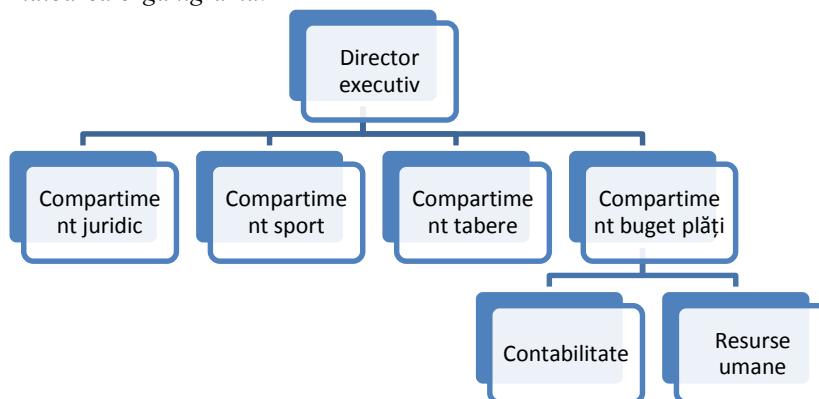 Director
executiv
Compartime
nt juridic
Compartime
nt sport
Compartime
nt tabere
Compartime
nt buget plăți
Contabilitate
Resurse
umane